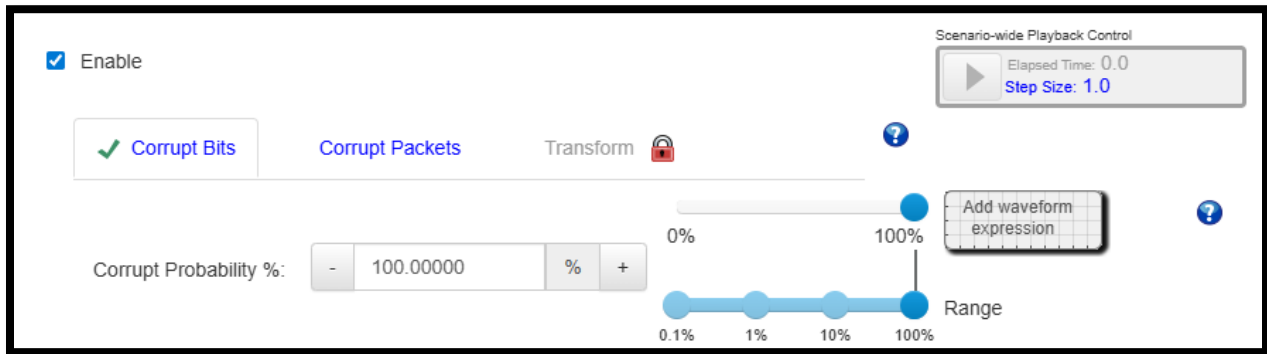 Scenario-wide Playback Control
Enable
Elapsed Time: 0.0
Step Size: 1.0
Corrupt Bits
Corrupt Packets
Transform
?
Add waveform
expression
?
0%
100%
Corrupt Probability %:
-
100.00000
%
+
Range
0.1%
1%
10%
100%